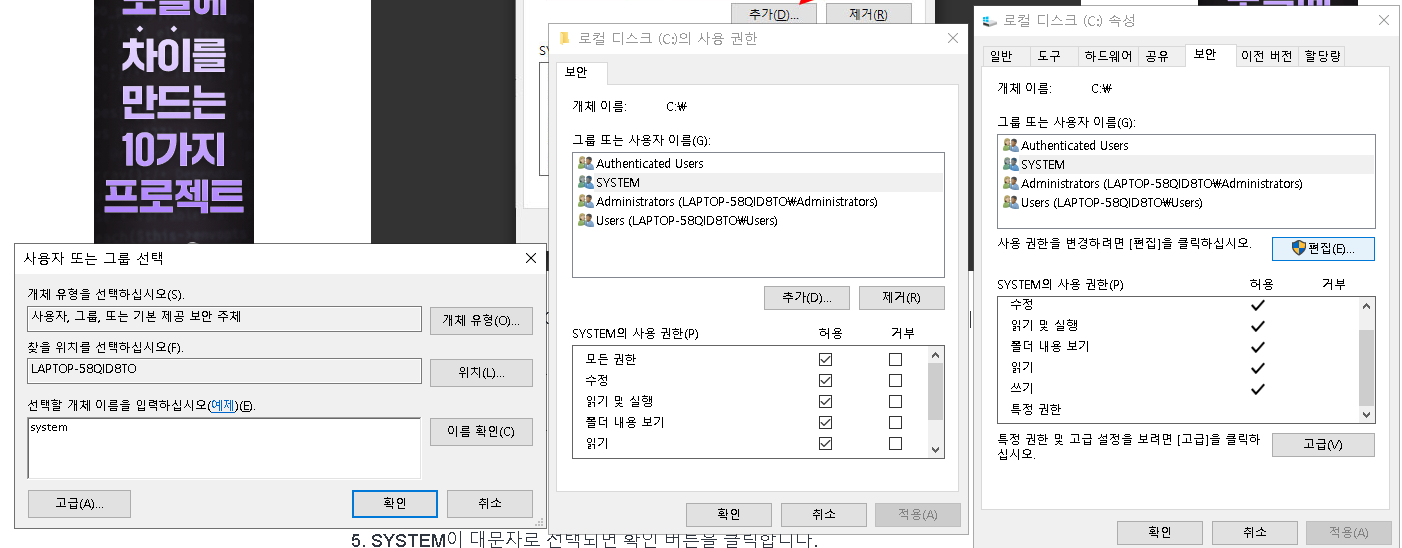 차이를
만드는
10가지
프로젝트
추가(D)...
제거(R)
사용자 또는 그룹 선택
개체 유형을 선택하십시오(S).
사용자, 그룹, 또는 기본 제공 보안 주체
개체 유형(O)...
찾을 위치를 선택하십시오(F).
LAPTOP-58QID8TO
위치(L)...
선택할 개체 이름을 입력하십시오(예제)(E).
system
이름 확인(C)
고급(A)...
확인
취소
로컬 디스크 (C:)의 사용 권한
보안
개체 이름: C:₩
그룹 또는 사용자 이름(G):
Authenticated Users
SYSTEM
Administrators (LAPTOP-58QID8TO₩Administrators)
Users (LAPTOP-58QID8TO₩Users)
추가(D)...
제거(R)
SYSTEM의 사용 권한(P) 허용 거부
모든 권한
수정
읽기 및 실행
폴더 내용 보기
읽기
확인
취소
적용(A)
로컬 디스크 (C:) 속성
일반 도구 하드웨어 공유 보안 이전 버전 할당량
개체 이름: C:₩
그룹 또는 사용자 이름(G):
Authenticated Users
SYSTEM
Administrators (LAPTOP-58QID8TO₩Administrators)
Users (LAPTOP-58QID8TO₩Users)
사용 권한을 변경하려면 [편집]을 클릭하십시오.
편집(E)...
SYSTEM의 사용 권한(P) 허용 거부
수정
읽기 및 실행
폴더 내용 보기
읽기
쓰기
특정 권한
특정 권한 및 고급 설정을 보려면 [고급]을 클릭하
십시오.
고급(V)
확인
취소
적용(A)
5. SYSTEM이 대문자로 선택되면 확인 버튼을 클릭합니다.